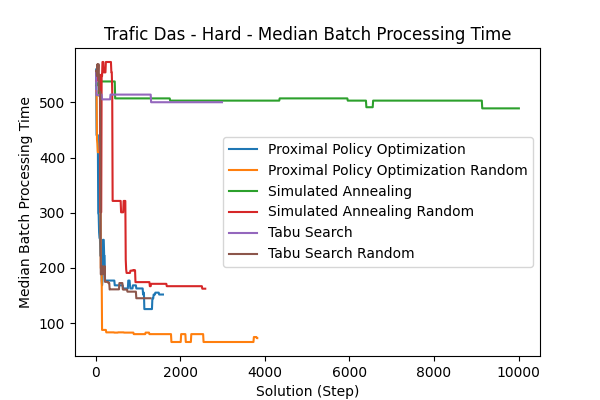 Trafic Das - Hard - Median Batch Processing Time
Median Batch Processing Time
500
400
300
200
100
Proximal Policy Optimization
Proximal Policy Optimization Random
Simulated Annealing
Simulated Annealing Random
Tabu Search
Tabu Search Random
0
2000
4000
6000
8000
10000
Solution (Step)